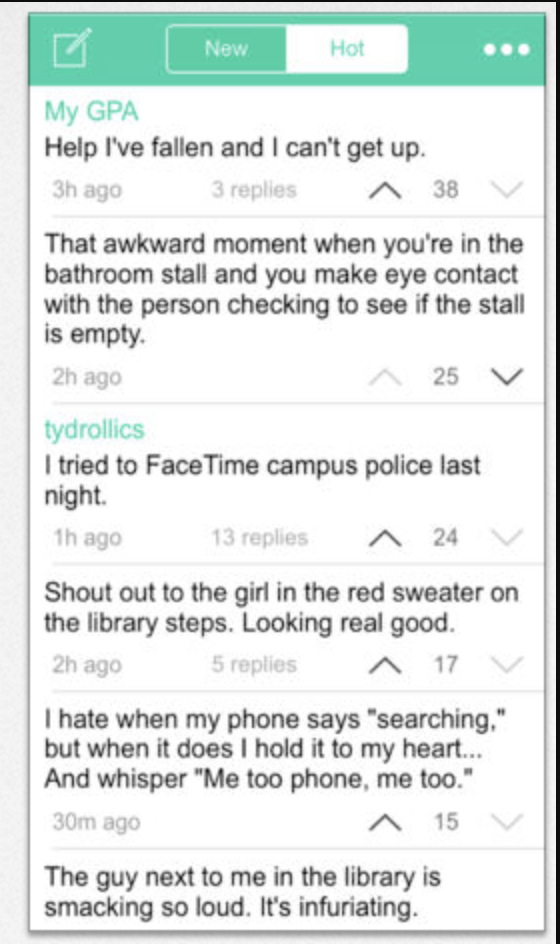 New Hot
My GPA
Help I've fallen and I can't get up.
3h ago 3 replies 38
That awkward moment when you're in the
bathroom stall and you make eye contact
with the person checking to see if the stall
is empty.
2h ago 25
tydrollics
I tried to FaceTime campus police last
night.
1h ago 13 replies 24
Shout out to the girl in the red sweater on
the library steps. Looking real good.
2h ago 5 replies 17
I hate when my phone says "searching,"
but when it does I hold it to my heart...
And whisper "Me too phone, me too."
30m ago 15
The guy next to me in the library is
smacking so loud. It's infuriating.